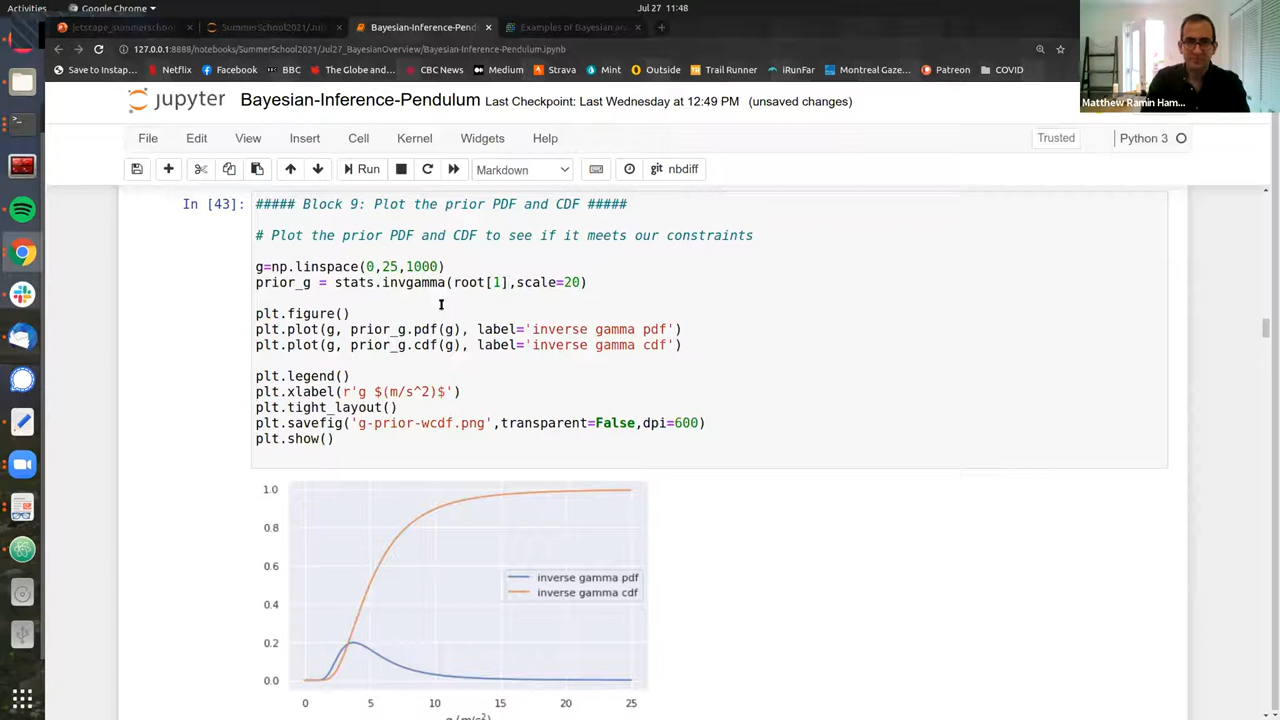 Activities
Google Chrome
Jul 27 11:48
jetscape_summerschool
SummerSchool2021/Jul
Bayesian-Inference-Pend
Examples of Bayesian and
127.0.0.1:8888/notebooks/SummerSchool2021/Jul27_BayesianOverview/Bayesian-Inference-Pendulum.ipynb
Save to Instap...
Netflix
Facebook
BBC
The Globe and...
CBC News
Medium
Strava
Mint
Outside
Trail Runner
iRunFar
Montreal Gaze...
Patreon
COVID
Matthew Ramin Ham...
jupyter
Bayesian-Inference-Pendulum Last Checkpoint: Last Wednesday at 12:49 PM (unsaved changes)
File
Edit
View
Insert
Cell
Kernel
Widgets
Help
Trusted
Python 3
Run
Markdown
git nbdiff
In [43]:
##### Block 9: Plot the prior PDF and CDF #####
# Plot the prior PDF and CDF to see if it meets our constraints
g=np.linspace(0,25,1000)
prior_g = stats.invgamma(root[1],scale=20)
plt.figure()
plt.plot(g, prior_g.pdf(g), label='inverse gamma pdf')
plt.plot(g, prior_g.cdf(g), label='inverse gamma cdf')
plt.legend()
plt.xlabel(r'g $(m/s^2)$')
plt.tight_layout()
plt.savefig('g-prior-wcdf.png',transparent=False,dpi=600)
plt.show()
1.0
0.8
0.6
0.4
0.2
0.0
inverse gamma pdf
inverse gamma cdf
0
5
10
15
20
25